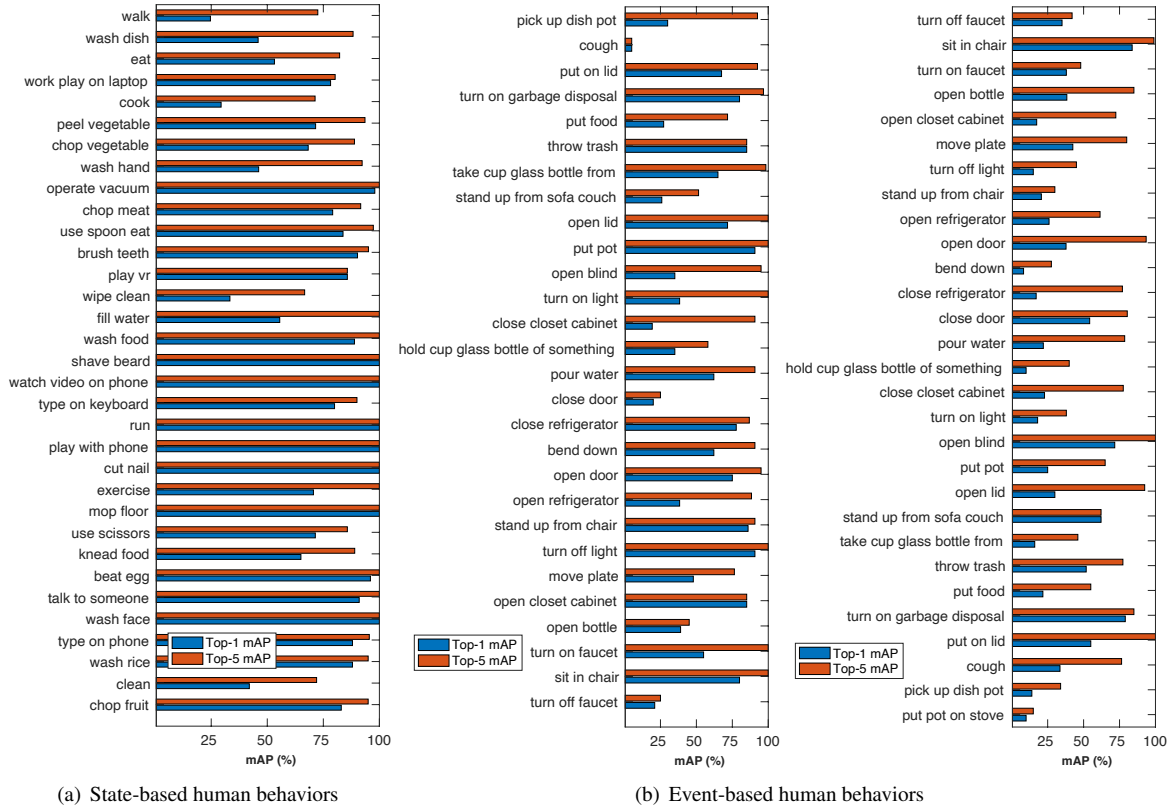 walk
wash dish
eat
work play on laptop
cook
peel vegetable
chop vegetable
wash hand
operate vacuum
chop meat
use spoon eat
brush teeth
play vr
wipe clean
fill water
wash food
shave beard
watch video on phone
type on keyboard
run
play with phone
cut nail
exercise
mop floor
use scissors
knead food
beat egg
talk to someone
wash face
type on phone
wash rice
clean
chop fruit
Top-1 mAP
Top-5 mAP
25 50 75 100
mAP (%)
(a) State-based human behaviors
pick up dish pot
cough
put on lid
turn on garbage disposal
put food
throw trash
take cup glass bottle from
stand up from sofa couch
open lid
put pot
open blind
turn on light
close closet cabinet
hold cup glass bottle of something
pour water
close door
close refrigerator
bend down
open door
open refrigerator
stand up from chair
turn off light
move plate
open closet cabinet
open bottle
turn on faucet
sit in chair
turn off faucet
Top-1 mAP
Top-5 mAP
25 50 75 100
mAP (%)
turn off faucet
sit in chair
turn on faucet
open bottle
open closet cabinet
move plate
turn off light
stand up from chair
open refrigerator
open door
bend down
close refrigerator
close door
pour water
hold cup glass bottle of something
close closet cabinet
turn on light
open blind
put pot
open lid
stand up from sofa couch
take cup glass bottle from
throw trash
put food
turn on garbage disposal
put on lid
cough
pick up dish pot
put pot on stove
Top-1 mAP
Top-5 mAP
25 50 75 100
mAP (%)
(b) Event-based human behaviors